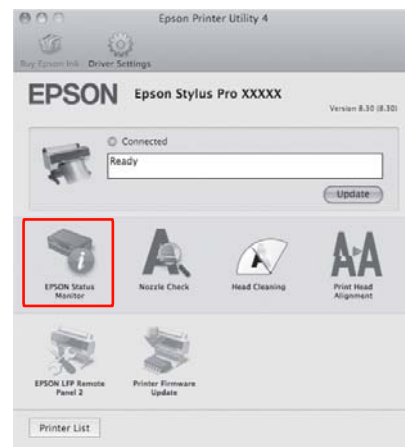 Epson Printer Utility 4
Buy Epson Ink Driver Settings
EPSON Epson Stylus Pro XXXXX
Version 8.30 (8.30)
Connected
Ready
Update
EPSON Status Monitor
Nozzle Check
Head Cleaning
Print Head Alignment
EPSON LFP Remote Panel 2
Printer Firmware Update
Printer List